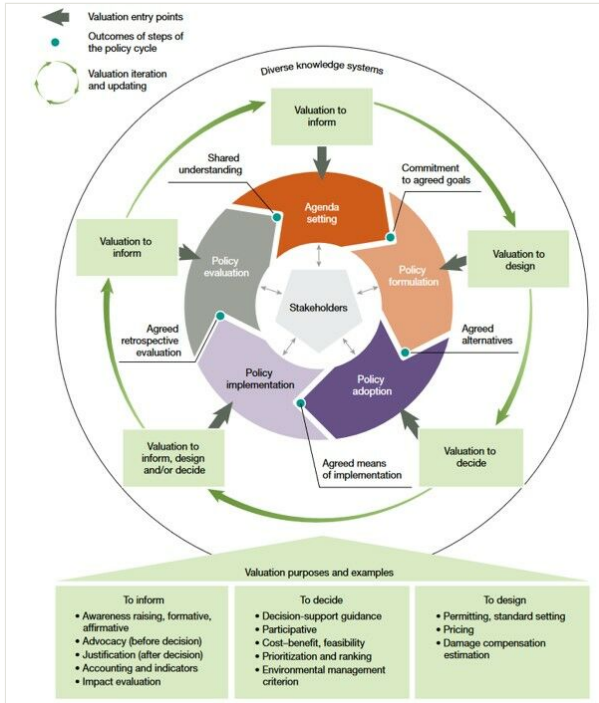 Valuation entry points
Outcomes of steps of
the policy cycle
Valuation iteration
and updating
Diverse knowledge systems
Valuation to
inform
Shared
understanding
Commitment
to agreed goals
Agenda
setting
Valuation to
inform
Policy
evaluation
Policy
formulation
Valuation to
design
Stakeholders
Agreed
retrospective
evaluation
Agreed
alternatives
Policy
implementation
Policy
adoption
Valuation to
inform, design
and/or decide
Agreed means
of implementation
Valuation to
decide
Valuation purposes and examples
To inform
• Awareness raising, formative,
affirmative
• Advocacy (before decision)
• Justification (after decision)
• Accounting and indicators
• Impact evaluation
To decide
• Decision-support guidance
• Participative
• Cost–benefit, feasibility
• Prioritization and ranking
• Environmental management
criterion
To design
• Permitting, standard setting
• Pricing
• Damage compensation
estimation